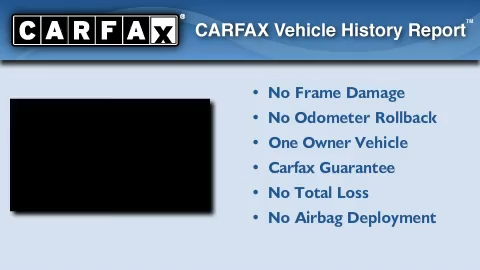 CARFAX® CARFAX Vehicle History Report™
• No Frame Damage
• No Odometer Rollback
• One Owner Vehicle
• Carfax Guarantee
• No Total Loss
• No Airbag Deployment